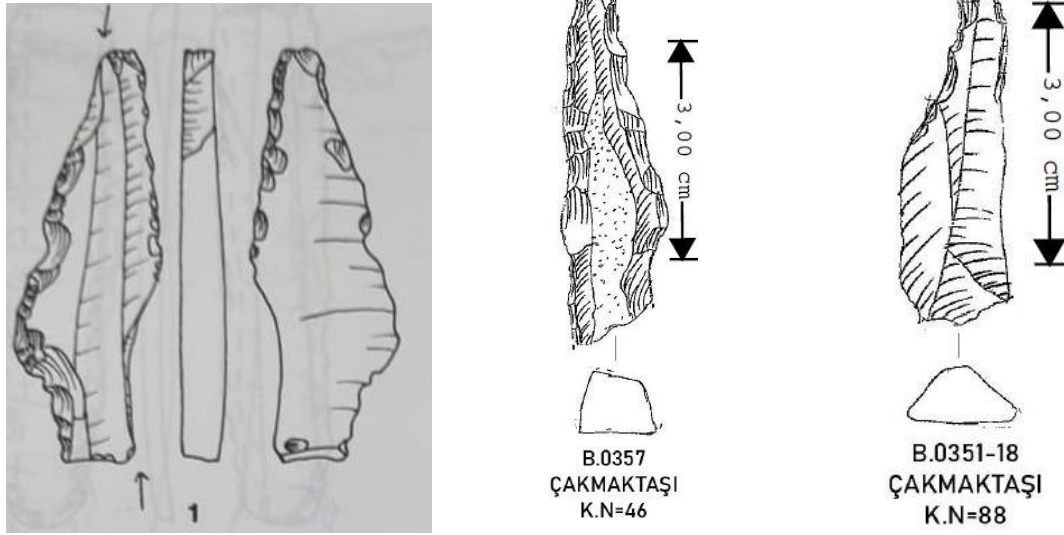 1
3,00 cm
B.0357
ÇAKMAKTAŞI
K.N=46
3,00 cm
B.0351-18
ÇAKMAKTAŞI
K.N=88